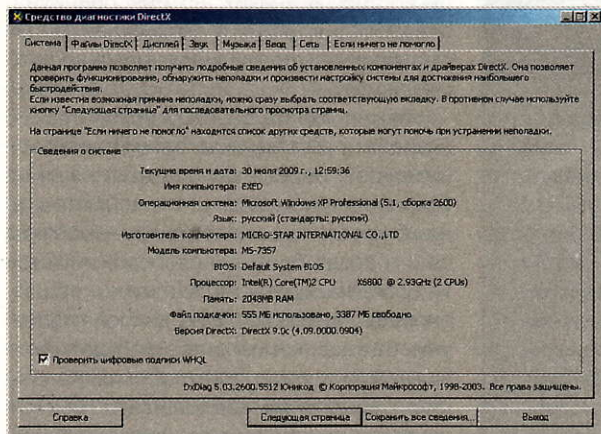 Средство диагностики DirectX
Система Файлы DirectX Дисплей Звук Музыка Ввод Сеть Если ничего не помогло
Данная программа позволяет получить подробные сведения об установленных компонентах и драйверах DirectX. Она позволяет
проверить функционирование, обнаружить неполадки и произвести настройку системы для достижения наибольшего
быстродействия.
Если известна возможная причина неполадки, можно сразу выбрать соответствующую вкладку. В противном случае используйте
кнопку "Следующая страница" для последовательного просмотра страниц.
На странице "Если ничего не помогло" находится список других средств, которые могут помочь при устранении неполадки.
Сведения о системе
Текущие время и дата: 30 июля 2009 г., 12:59:36
Имя компьютера: EXED
Операционная система: Microsoft Windows XP Professional (5.1, сборка 2600)
Язык: русский (стандарты: русский)
Изготовитель компьютера: MICRO-STAR INTERNATIONAL CO.,LTD
Модель компьютера: MS-7357
BIOS: Default System BIOS
Процессор: Intel(R) Core(TM)2 CPU X6800 @ 2.93GHz (2 CPUs)
Память: 2048MB RAM
Файл подкачки: 555 МБ использовано, 3387 МБ свободно
Версия DirectX: DirectX 9.0c (4.09.0000.0904)
Проверить цифровые подписи WHQL
DxDiag 5.03.2600.5512 Юникод © Корпорация Майкрософт, 1998-2003. Все права защищены.
Справка Следующая страница Сохранить все сведения... Выход